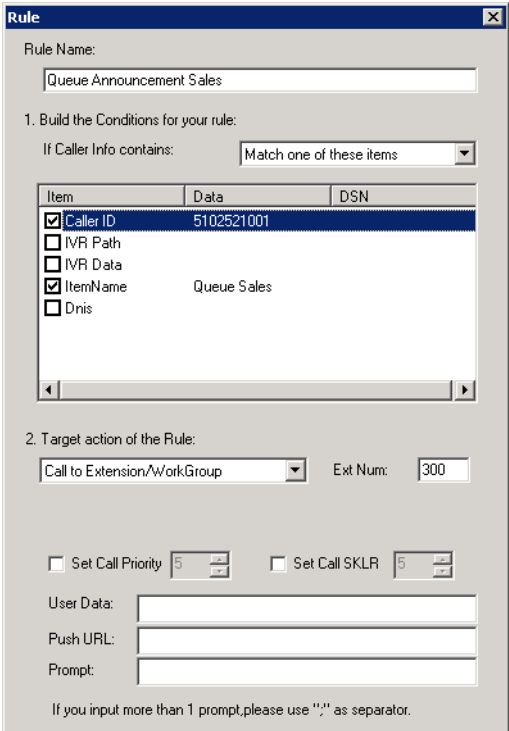 Rule
Rule Name:
Queue Announcement Sales
1. Build the Conditions for your rule:
If Caller Info contains: Match one of these items
Item Data DSN
Caller ID 5102521001
IVR Path
IVR Data
ItemName Queue Sales
Dnis
2. Target action of the Rule:
Call to Extension/WorkGroup Ext Num: 300
Set Call Priority 5 Set Call SKLR 5
User Data:
Push URL:
Prompt:
If you input more than 1 prompt,please use ";" as separator.